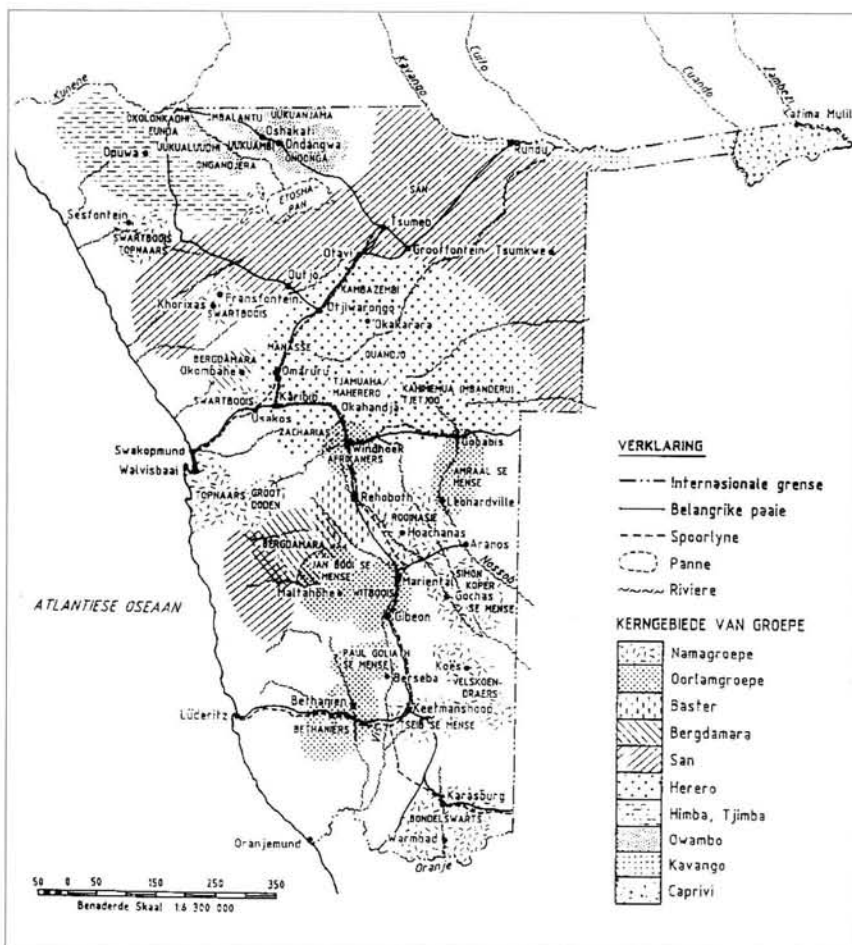 Kunene
Kavango
Cuito
Cuando
Zambezi
Katima Mulil
OKOLONKADHI
MBALANTU
UUKUANJAMA
EUNDA
Oshakati
UUKUALUUDHI
UUKUAMBI
Ondangwa
Opuwa
ONGANDJERA
ONDONGA
Rundu
SAN
ETOSHA
PAN
Sesfontein
Tsumeb
SWARTBOOIS
TOPNAARS
Otavi
Grootfontein
Tsumkwe
Outjo
KAMBAZEMBI
Fransfontein
Khorixas
SWARTBOOIS
Otjiwarongo
Okakarara
MANASSE
OUANDJO
BERGDAMARA
Okombahe
Omaruru
TJAMUAHA/
MAHERERO
KAHIMEMUA (MBANDERU)
TJETJOO
SWARTBOOIS
Karibib
Okahandja
Usakos
ZACHARIAS
Swakopmund
Windhoek
Gobabis
Walvisbaai
AFRIKANERS
AMRAAL SE
MENSE
TOPNAARS
GROOT
DODEN
Rehoboth
Leonardville
ROOINASIE
Hoachanas
BERGDAMARA
Aranos
JAN BOOI SE
MENSE
Mariental
Nossob
SIMON
KOPER
Maltahöhe
WITBOOIS
Gochas
SE MENSE
ATLANTIESE OSEAAN
Gibeon
PAUL GOLIATH
SE MENSE
Koës
Berseba
VELSKOEN-
DRAERS
Bethanien
Lüderitz
Keetmanshoop
BETHANIERS
SEIB SE MENSE
Karasburg
BONDELSWARTS
Oranjemund
Warmbad
Oranje
50 0 50 150 250 350
Benaderde Skaal 1:6 300 000
VERKLARING
Internasionale grense
Belangrike paaie
Spoorlyne
Panne
Riviere
KERNGEBIEDE VAN GROEPE
Namagroepe
Oorlamgroepe
Baster
Bergdamara
San
Herero
Himba, Tjimba
Owambo
Kavango
Caprivi